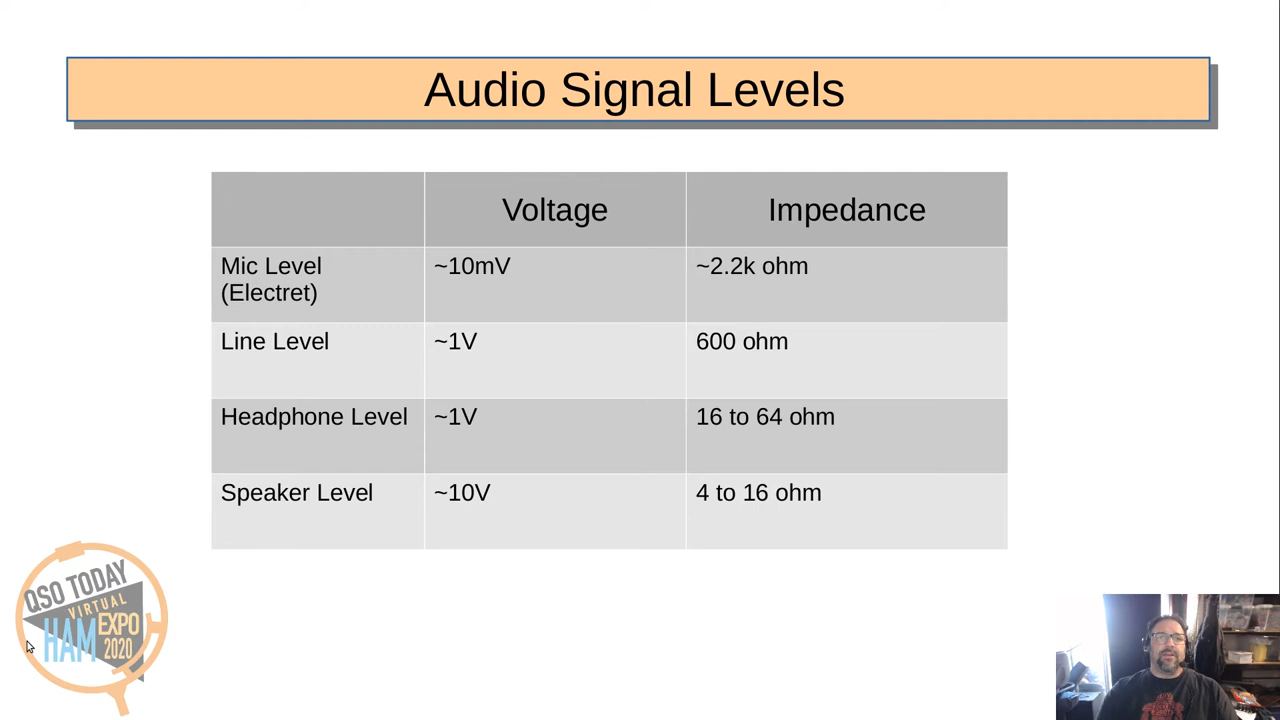 Audio Signal Levels
Voltage Impedance
Mic Level (Electret) ~10mV ~2.2k ohm
Line Level ~1V 600 ohm
Headphone Level ~1V 16 to 64 ohm
Speaker Level ~10V 4 to 16 ohm
QSO TODAY
VIRTUAL
HAM EXPO
2020